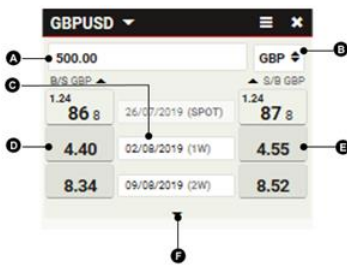 GBPUSD
A 500.00 GBP B
C B/S GBP S/B GBP
1.24 86 8 26/07/2019 (SPOT) 1.24 87 8
D 4.40 02/08/2019 (1W) 4.55 E
8.34 09/08/2019 (2W) 8.52
F